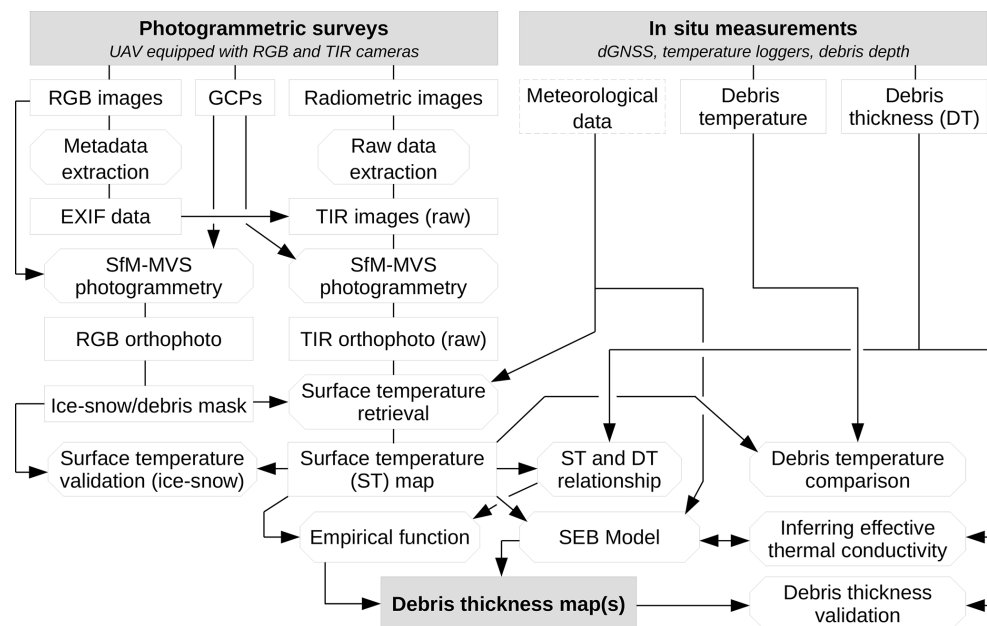 Photogrammetric surveys
UAV equipped with RGB and TIR cameras
In situ measurements
dGNSS, temperature loggers, debris depth
RGB images
GCPs
Radiometric images
Meteorological
data
Debris
temperature
Debris
thickness (DT)
Metadata
extraction
Raw data
extraction
EXIF data
TIR images (raw)
SfM-MVS
photogrammetry
SfM-MVS
photogrammetry
RGB orthophoto
TIR orthophoto (raw)
Ice-snow/debris mask
Surface temperature
retrieval
Surface temperature
validation (ice-snow)
Surface temperature
(ST) map
ST and DT
relationship
Debris temperature
comparison
Empirical function
SEB Model
Inferring effective
thermal conductivity
Debris thickness map(s)
Debris thickness
validation